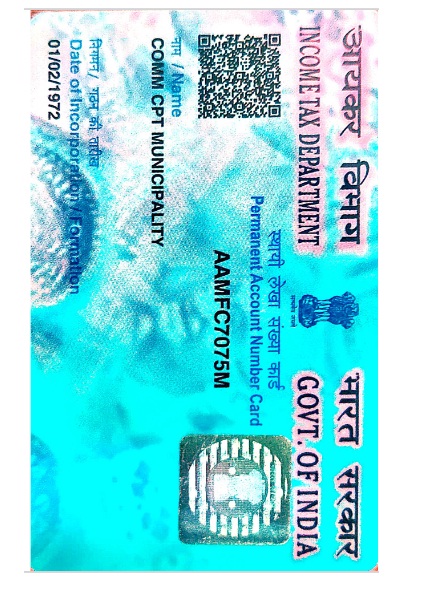 आयकर विभाग
INCOME TAX DEPARTMENT
भारत सरकार
GOVT. OF INDIA
सत्यमेव जयते
स्थायी लेखा संख्या कार्ड
Permanent Account Number Card
AAMFC7075M
नाम / Name
COMM CPT MUNICIPALITY
निगमन / गठन की तारीख
Date of Incorporation / Formation
01/02/1972